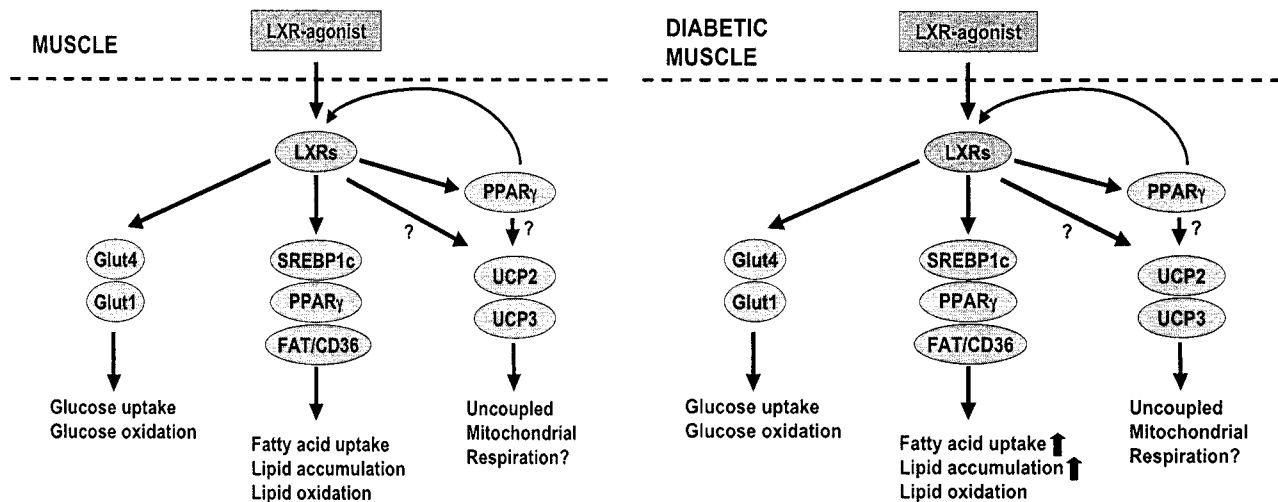 MUSCLE
LXR-agonist
LXRs
PPARγ
?
?
Glut4
Glut1
SREBP1c
PPARγ
FAT/CD36
UCP2
UCP3
Glucose uptake
Glucose oxidation
Fatty acid uptake
Lipid accumulation
Lipid oxidation
Uncoupled
Mitochondrial
Respiration?
DIABETIC
MUSCLE
LXR-agonist
LXRs
PPARγ
?
?
Glut4
Glut1
SREBP1c
PPARγ
FAT/CD36
UCP2
UCP3
Glucose uptake
Glucose oxidation
Fatty acid uptake
Lipid accumulation
Lipid oxidation
Uncoupled
Mitochondrial
Respiration?